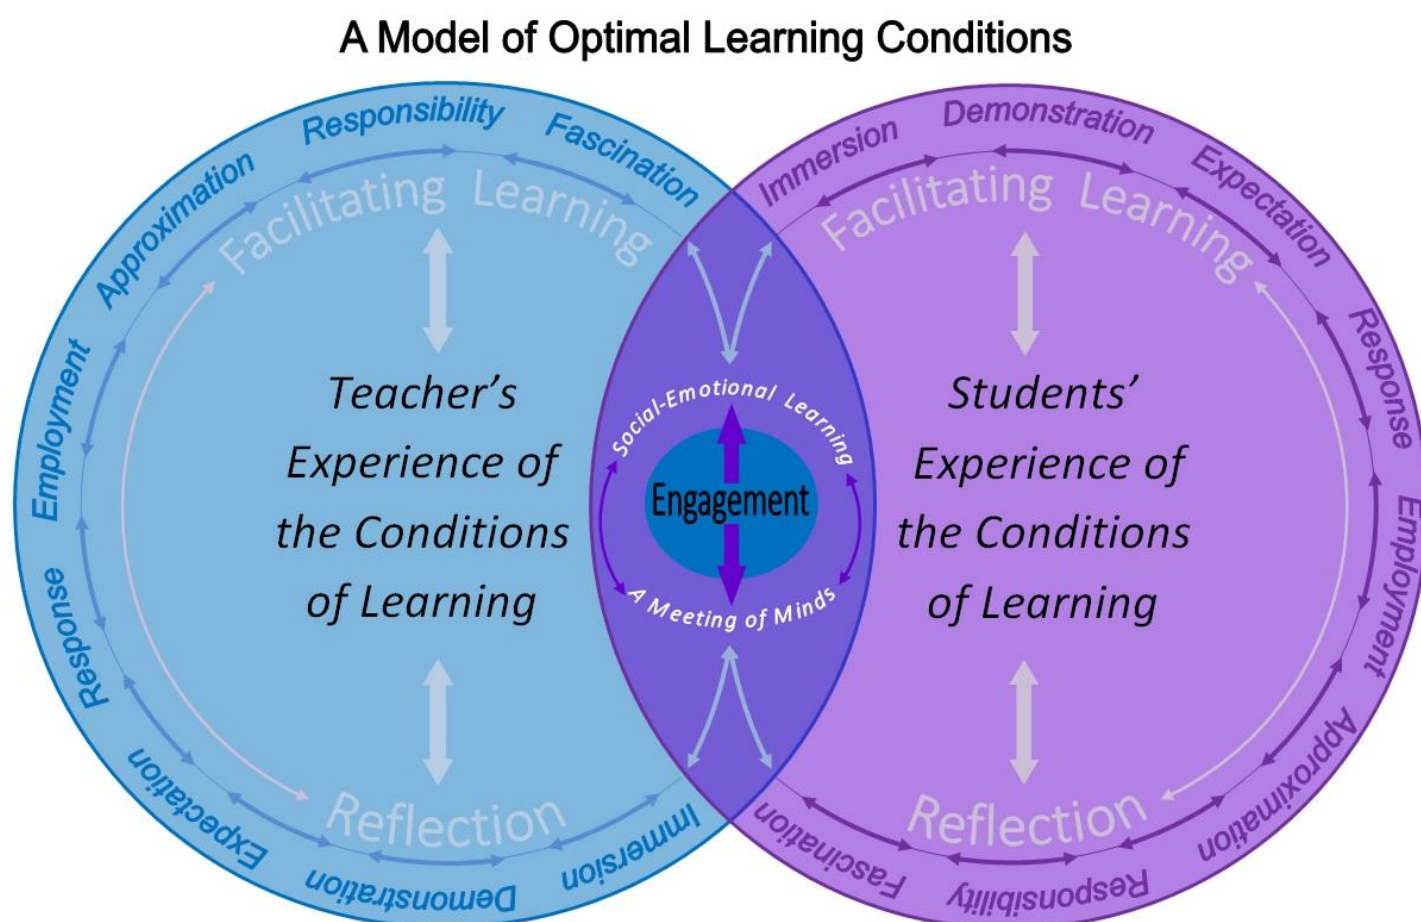 A Model of Optimal Learning Conditions
Responsibility
Fascination
Approximation
Employment
Response
Expectation
Demonstration
Immersion
Facilitating Learning
Teacher's
Experience of
the Conditions
of Learning
Reflection
Social-Emotional Learning
Engagement
A Meeting of Minds
Immersion
Demonstration
Expectation
Response
Employment
Approximation
Responsibility
Fascination
Facilitating Learning
Students'
Experience of
the Conditions
of Learning
Reflection